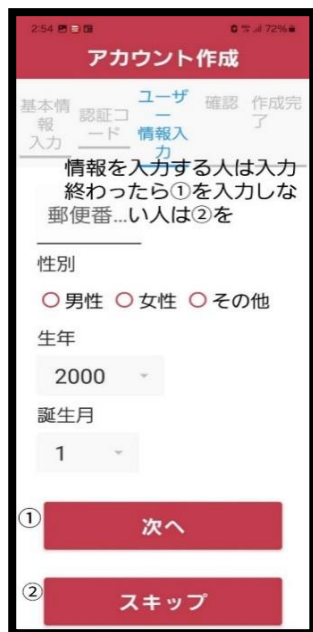 2:54
72%
アカウント作成
基本情
報
入力
認証コ
ード
ユーザ
ー
情報入
力
確認
作成完
了
情報を入力する人は入力
終わったら①を入力しな
い人は②を
郵便番...
性別
男性 女性 その他
生年
2000
誕生月
1
① 次へ
② スキップ